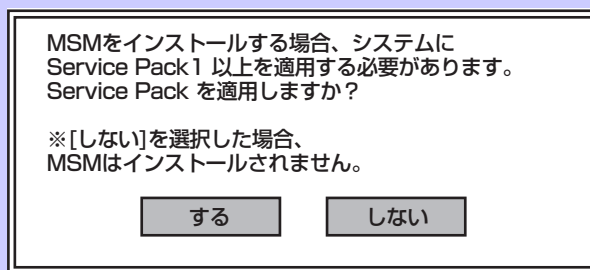 MSMをインストールする場合、システムに
Service Pack1 以上を適用する必要があります。
Service Pack を適用しますか？
※[しない]を選択した場合、
MSMはインストールされません。
する
しない